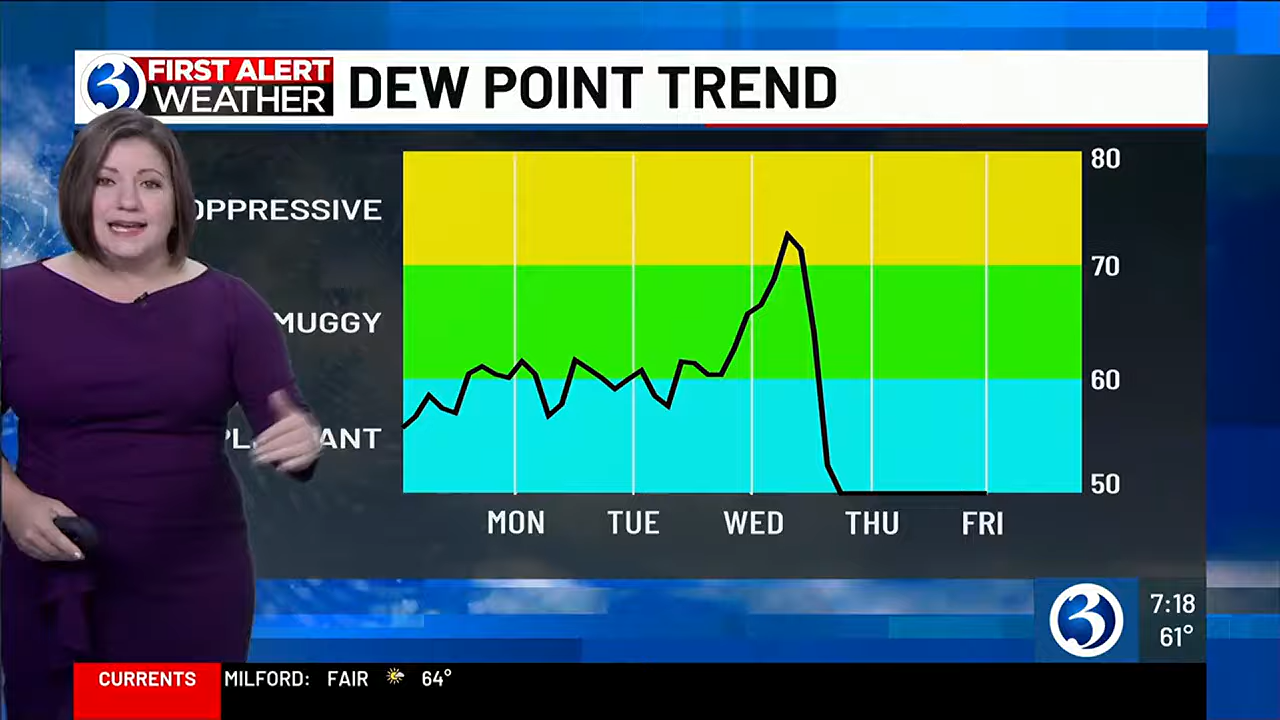 3 FIRST ALERT WEATHER DEW POINT TREND
80
OPPRESSIVE
70
MUGGY
60
50
MON TUE WED THU FRI
3
7:18
61°
CURRENTS MILFORD: FAIR 64°